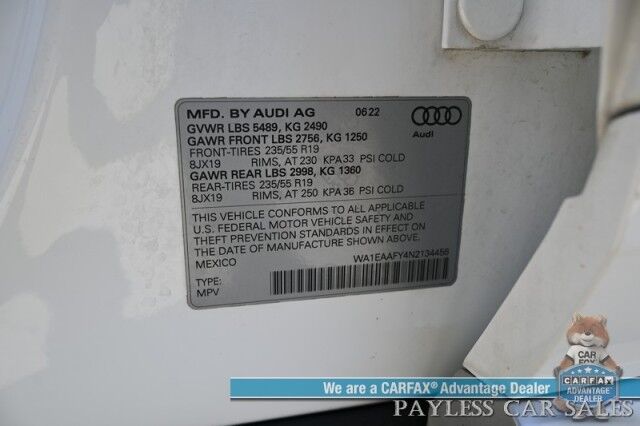 MFD. BY AUDI AG 06 22
GVWR LBS 5489, KG 2490
GAWR FRONT LBS 2756, KG 1250
FRONT-TIRES 235/55 R19
8JX19 RIMS, AT 230 KPA 33 PSI COLD
GAWR REAR LBS 2998, KG 1360
REAR-TIRES 235/55 R19
8JX19 RIMS, AT 250 KPA 36 PSI COLD
Audi
THIS VEHICLE CONFORMS TO ALL APPLICABLE
U.S. FEDERAL MOTOR VEHICLE SAFETY AND
THEFT PREVENTION STANDARDS IN EFFECT ON
THE DATE OF MANUFACTURE SHOWN ABOVE.
MEXICO
WA1EAAFY4N2134456
TYPE:
MPV
We are a CARFAX® Advantage Dealer
CAR
FOX
CARFAX
ADVANTAGE
DEALER
PAYLESS CAR SALES